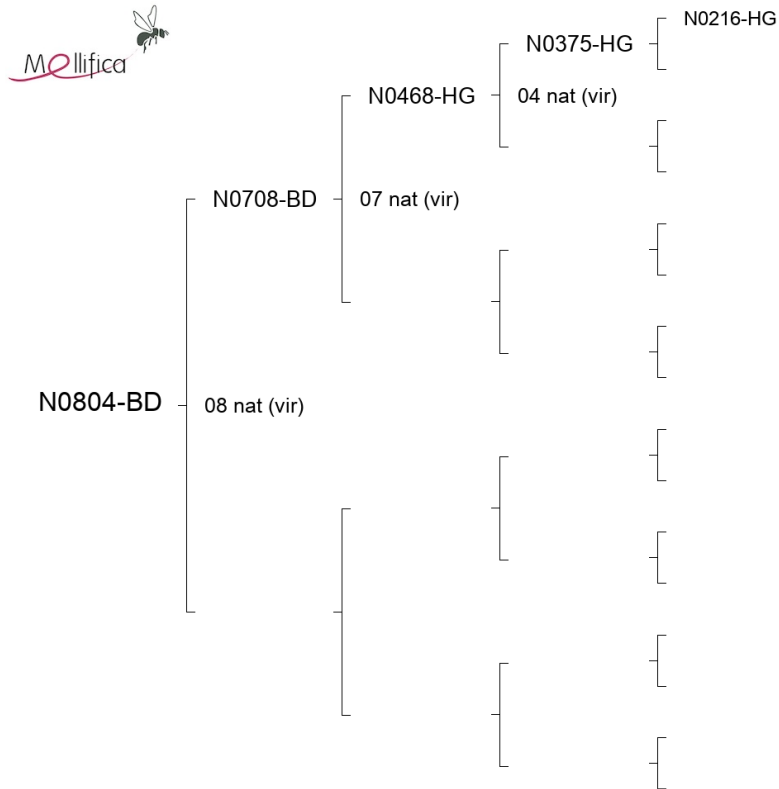 Mellifica
N0216-HG
N0375-HG
N0468-HG
04 nat (vir)
N0708-BD
07 nat (vir)
N0804-BD
08 nat (vir)